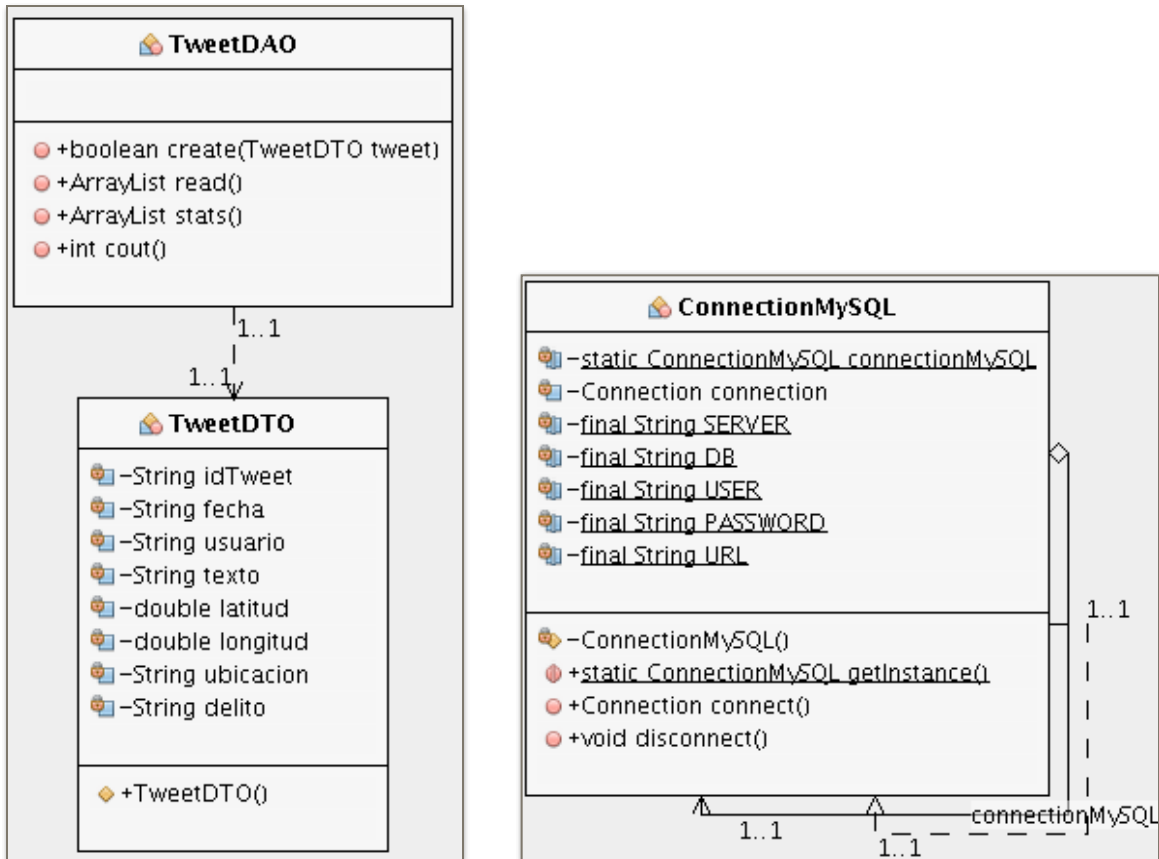 TweetDAO
+boolean create(TweetDTO tweet)
+ArrayList read()
+ArrayList stats()
+int cout()
1..1
1..1
TweetDTO
-String idTweet
-String fecha
-String usuario
-String texto
-double latitud
-double longitud
-String ubicacion
-String delito
+TweetDTO()
ConnectionMySQL
-static ConnectionMySQL connectionMySQL
-Connection connection
-final String SERVER
-final String DB
-final String USER
-final String PASSWORD
-final String URL
-ConnectionMySQL()
+static ConnectionMySQL getInstance()
+Connection connect()
+void disconnect()
1..1
connectionMySQL
1..1
1..1